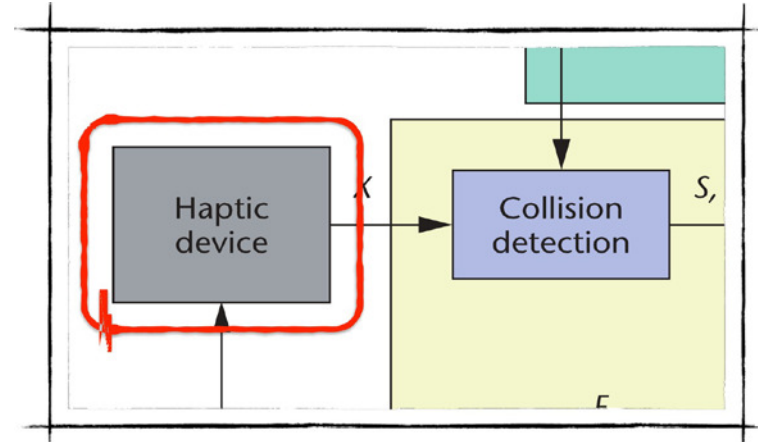 Haptic
device
X
Collision
detection
S,
F